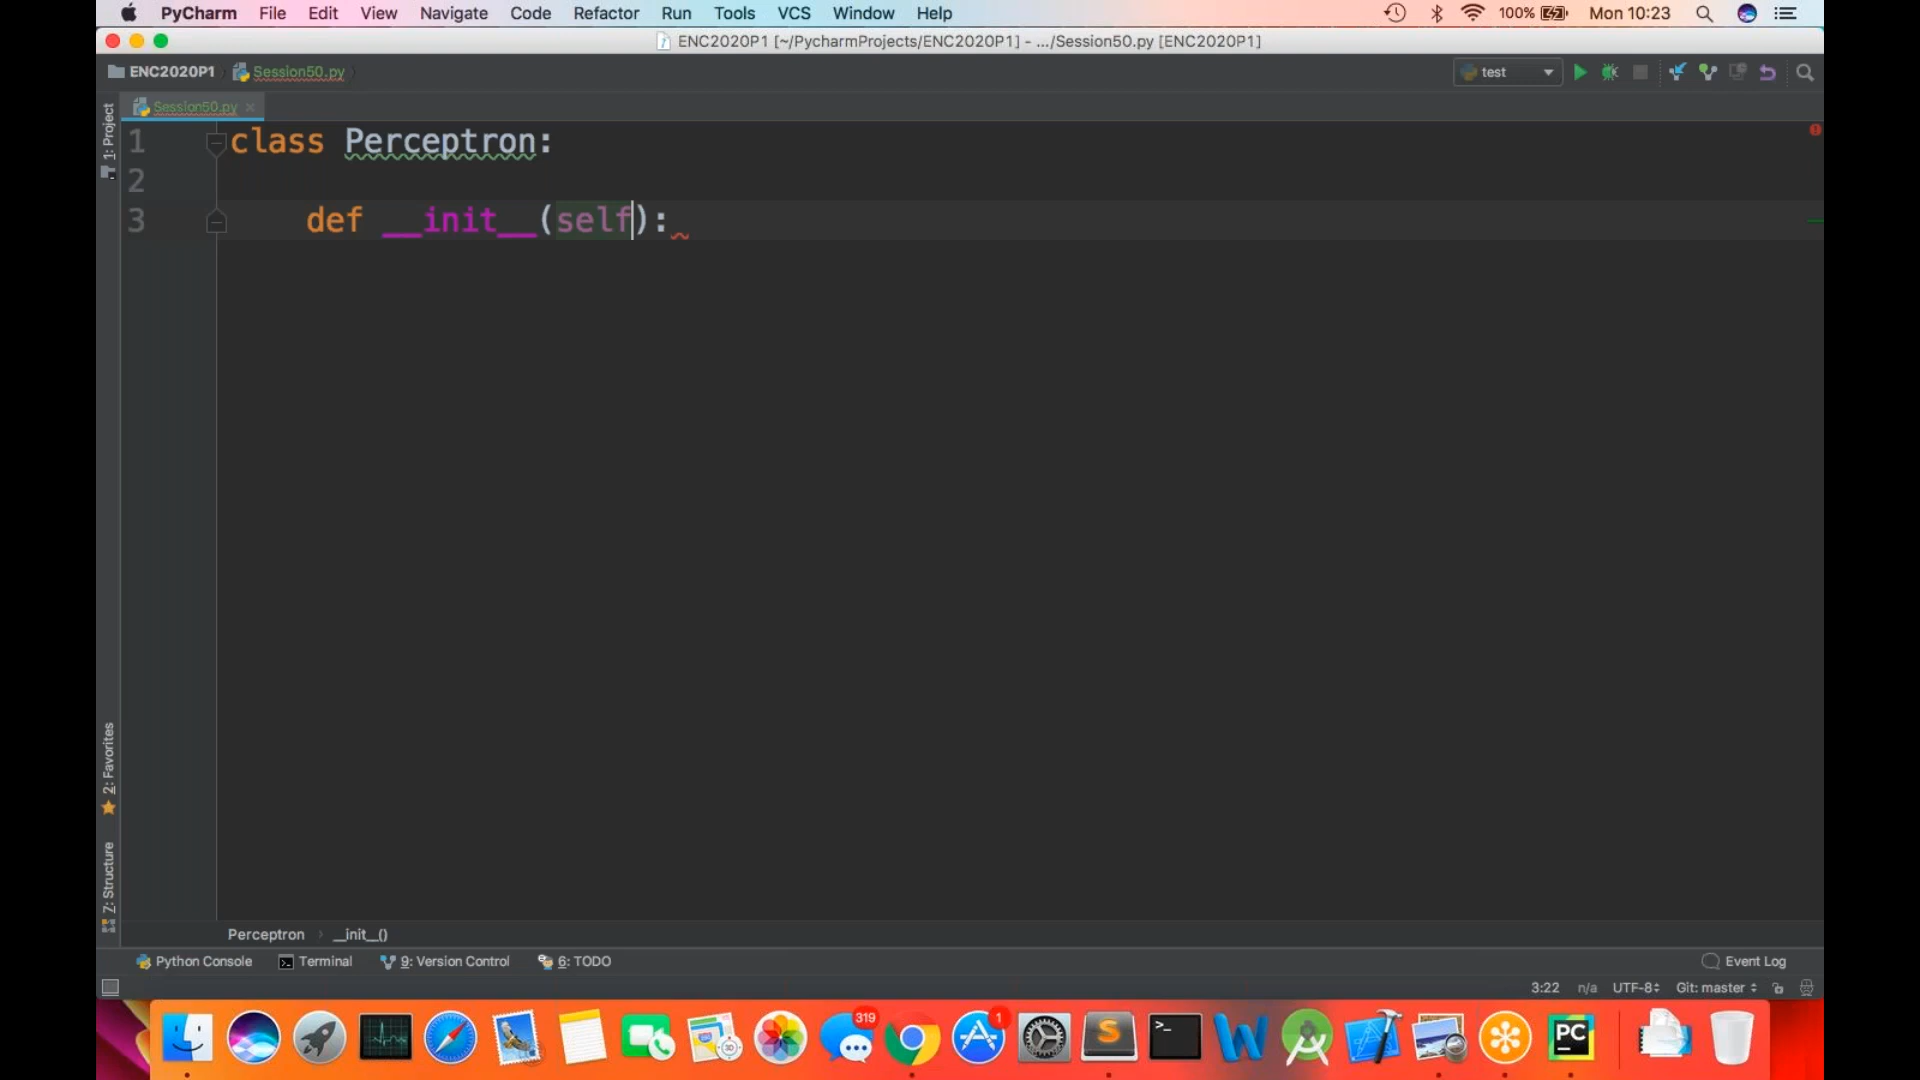 PyCharm File Edit View Navigate Code Refactor Run Tools VCS Window Help 100% Mon 10:23
ENC2020P1 [~/PycharmProjects/ENC2020P1] - .../Session50.py [ENC2020P1]
ENC2020P1 Session50.py test
Session50.py
1: Project
1 class Perceptron:
2
3 def __init__(self):
2: Favorites
Z: Structure
Perceptron __init__()
Python Console Terminal 9: Version Control 6: TODO Event Log
3:22 n/a UTF-8 Git: master
319
1
PC